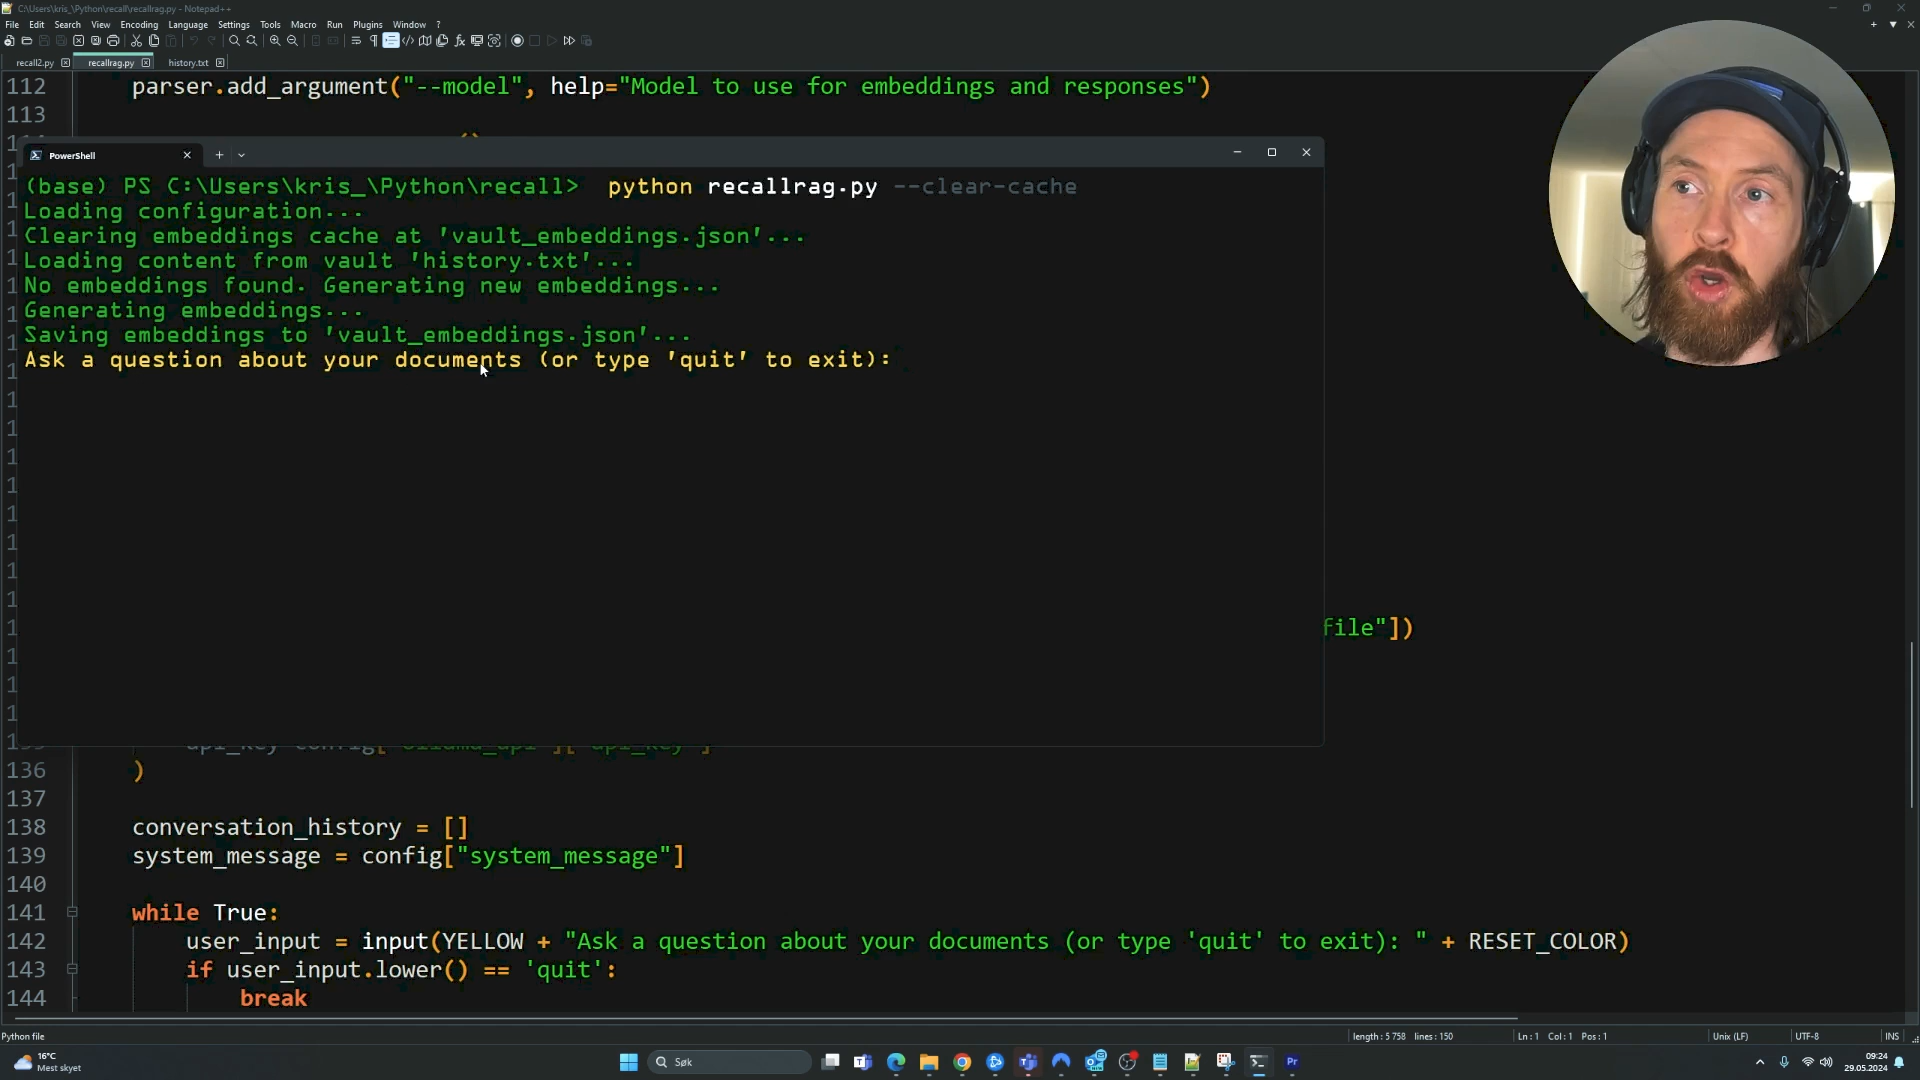 C:\Users\kris_\Python\recall\recallrag.py - Notepad++
File Edit Search View Encoding Language Settings Tools Macro Run Plugins Window ?
recall2.py recallrag.py history.txt
112 parser.add_argument("--model", help="Model to use for embeddings and responses")
113
PowerShell
(base) PS C:\Users\kris_\Python\recall> python recallrag.py --clear-cache
Loading configuration...
Clearing embeddings cache at 'vault_embeddings.json'...
Loading content from vault 'history.txt'...
No embeddings found. Generating new embeddings...
Generating embeddings...
Saving embeddings to 'vault_embeddings.json'...
Ask a question about your documents (or type 'quit' to exit):
file"])
136 )
137
138 conversation_history = []
139 system_message = config["system_message"]
140
141 while True:
142 user_input = input(YELLOW + "Ask a question about your documents (or type 'quit' to exit): " + RESET_COLOR)
143 if user_input.lower() == 'quit':
144 break
Python file length : 5 758 lines : 150 Ln : 1 Col : 1 Pos : 1 Unix (LF) UTF-8 INS
16°C
Mest skyet
Søk
09:24
29.05.2024